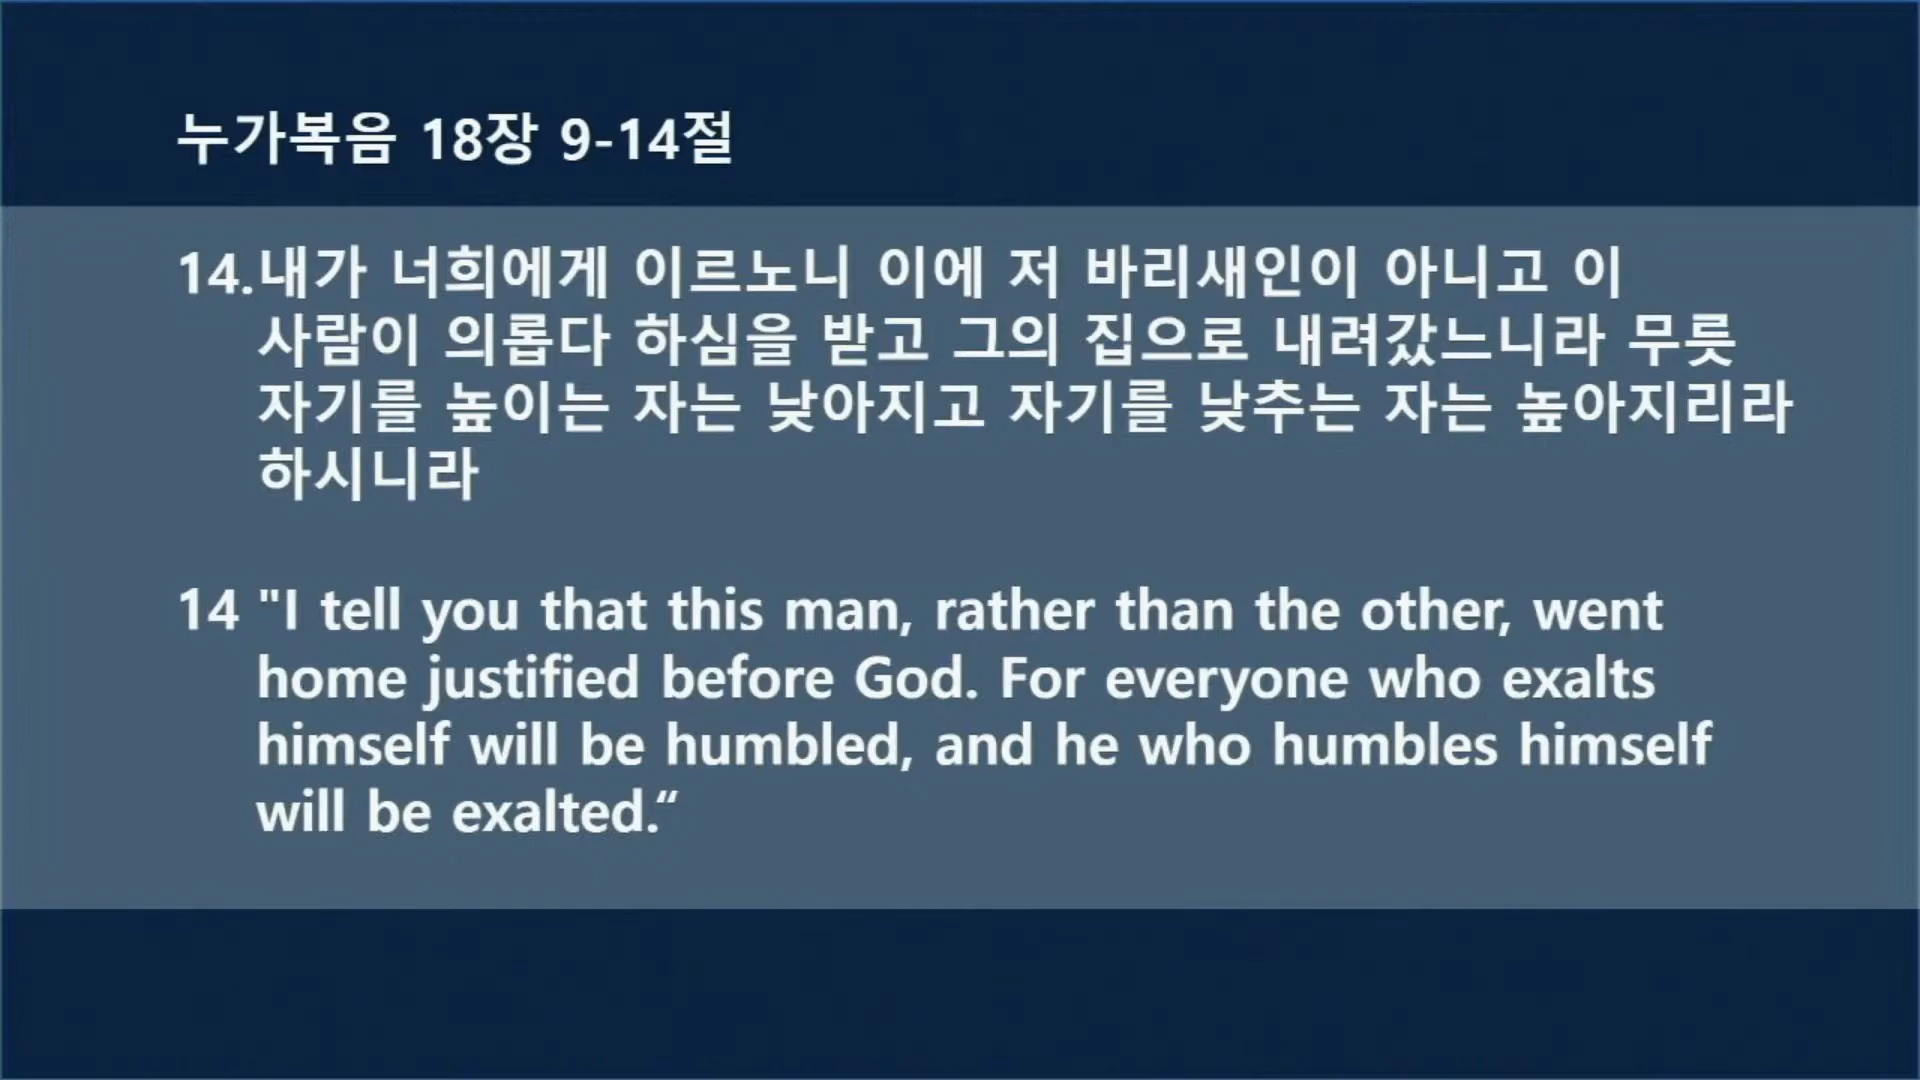 누가복음 18장 9-14절
14.내가 너희에게 이르노니 이에 저 바리새인이 아니고 이
사람이 의롭다 하심을 받고 그의 집으로 내려갔느니라 무릇
자기를 높이는 자는 낮아지고 자기를 낮추는 자는 높아지리라
하시니라
14 "I tell you that this man, rather than the other, went
home justified before God. For everyone who exalts
himself will be humbled, and he who humbles himself
will be exalted.“